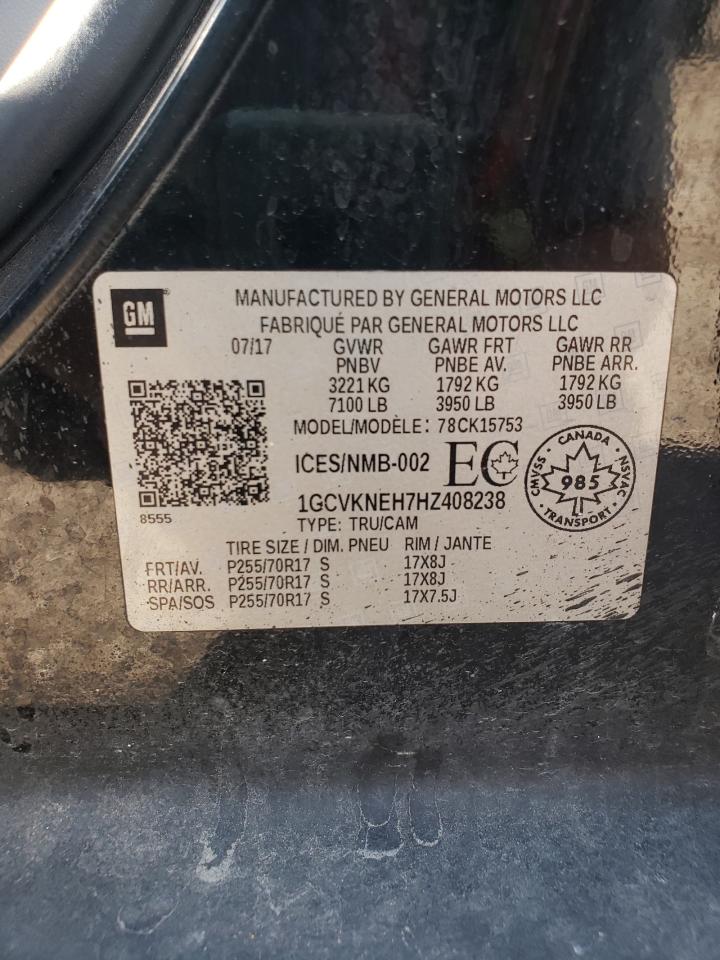 GM
MANUFACTURED BY GENERAL MOTORS LLC
FABRIQUÉ PAR GENERAL MOTORS LLC
07/17 GVWR GAWR FRT GAWR RR
PNBV PNBE AV. PNBE ARR.
3221 KG 1792 KG 1792 KG
7100 LB 3950 LB 3950 LB
MODEL/MODÈLE: 78CK15753
ICES/NMB-002 EC
CANADA
CMVSS 985 NSVAC
TRANSPORT
8555
1GCVKNEH7HZ408238
TYPE: TRU/CAM
TIRE SIZE / DIM. PNEU RIM / JANTE
FRT/AV. P255/70R17 S 17X8J
RR/ARR. P255/70R17 S 17X8J
SPA/SOS P255/70R17 S 17X7.5J